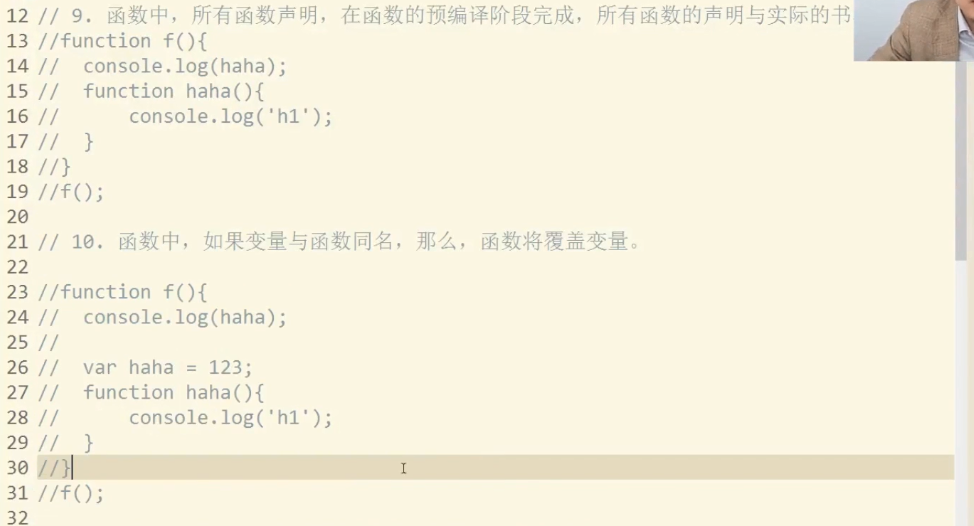 12 // 9. 函数中，所有函数声明，在函数的预编译阶段完成，所有函数的声明与实际的书
13 //function f(){
14 //  console.log(haha);
15 //  function haha(){
16 //      console.log('h1');
17 //  }
18 //}
19 //f();
20
21 // 10. 函数中，如果变量与函数同名，那么，函数将覆盖变量。
22
23 //function f(){
24 //  console.log(haha);
25 //
26 //  var haha = 123;
27 //  function haha(){
28 //      console.log('h1');
29 //  }
30 //}
31 //f();
32